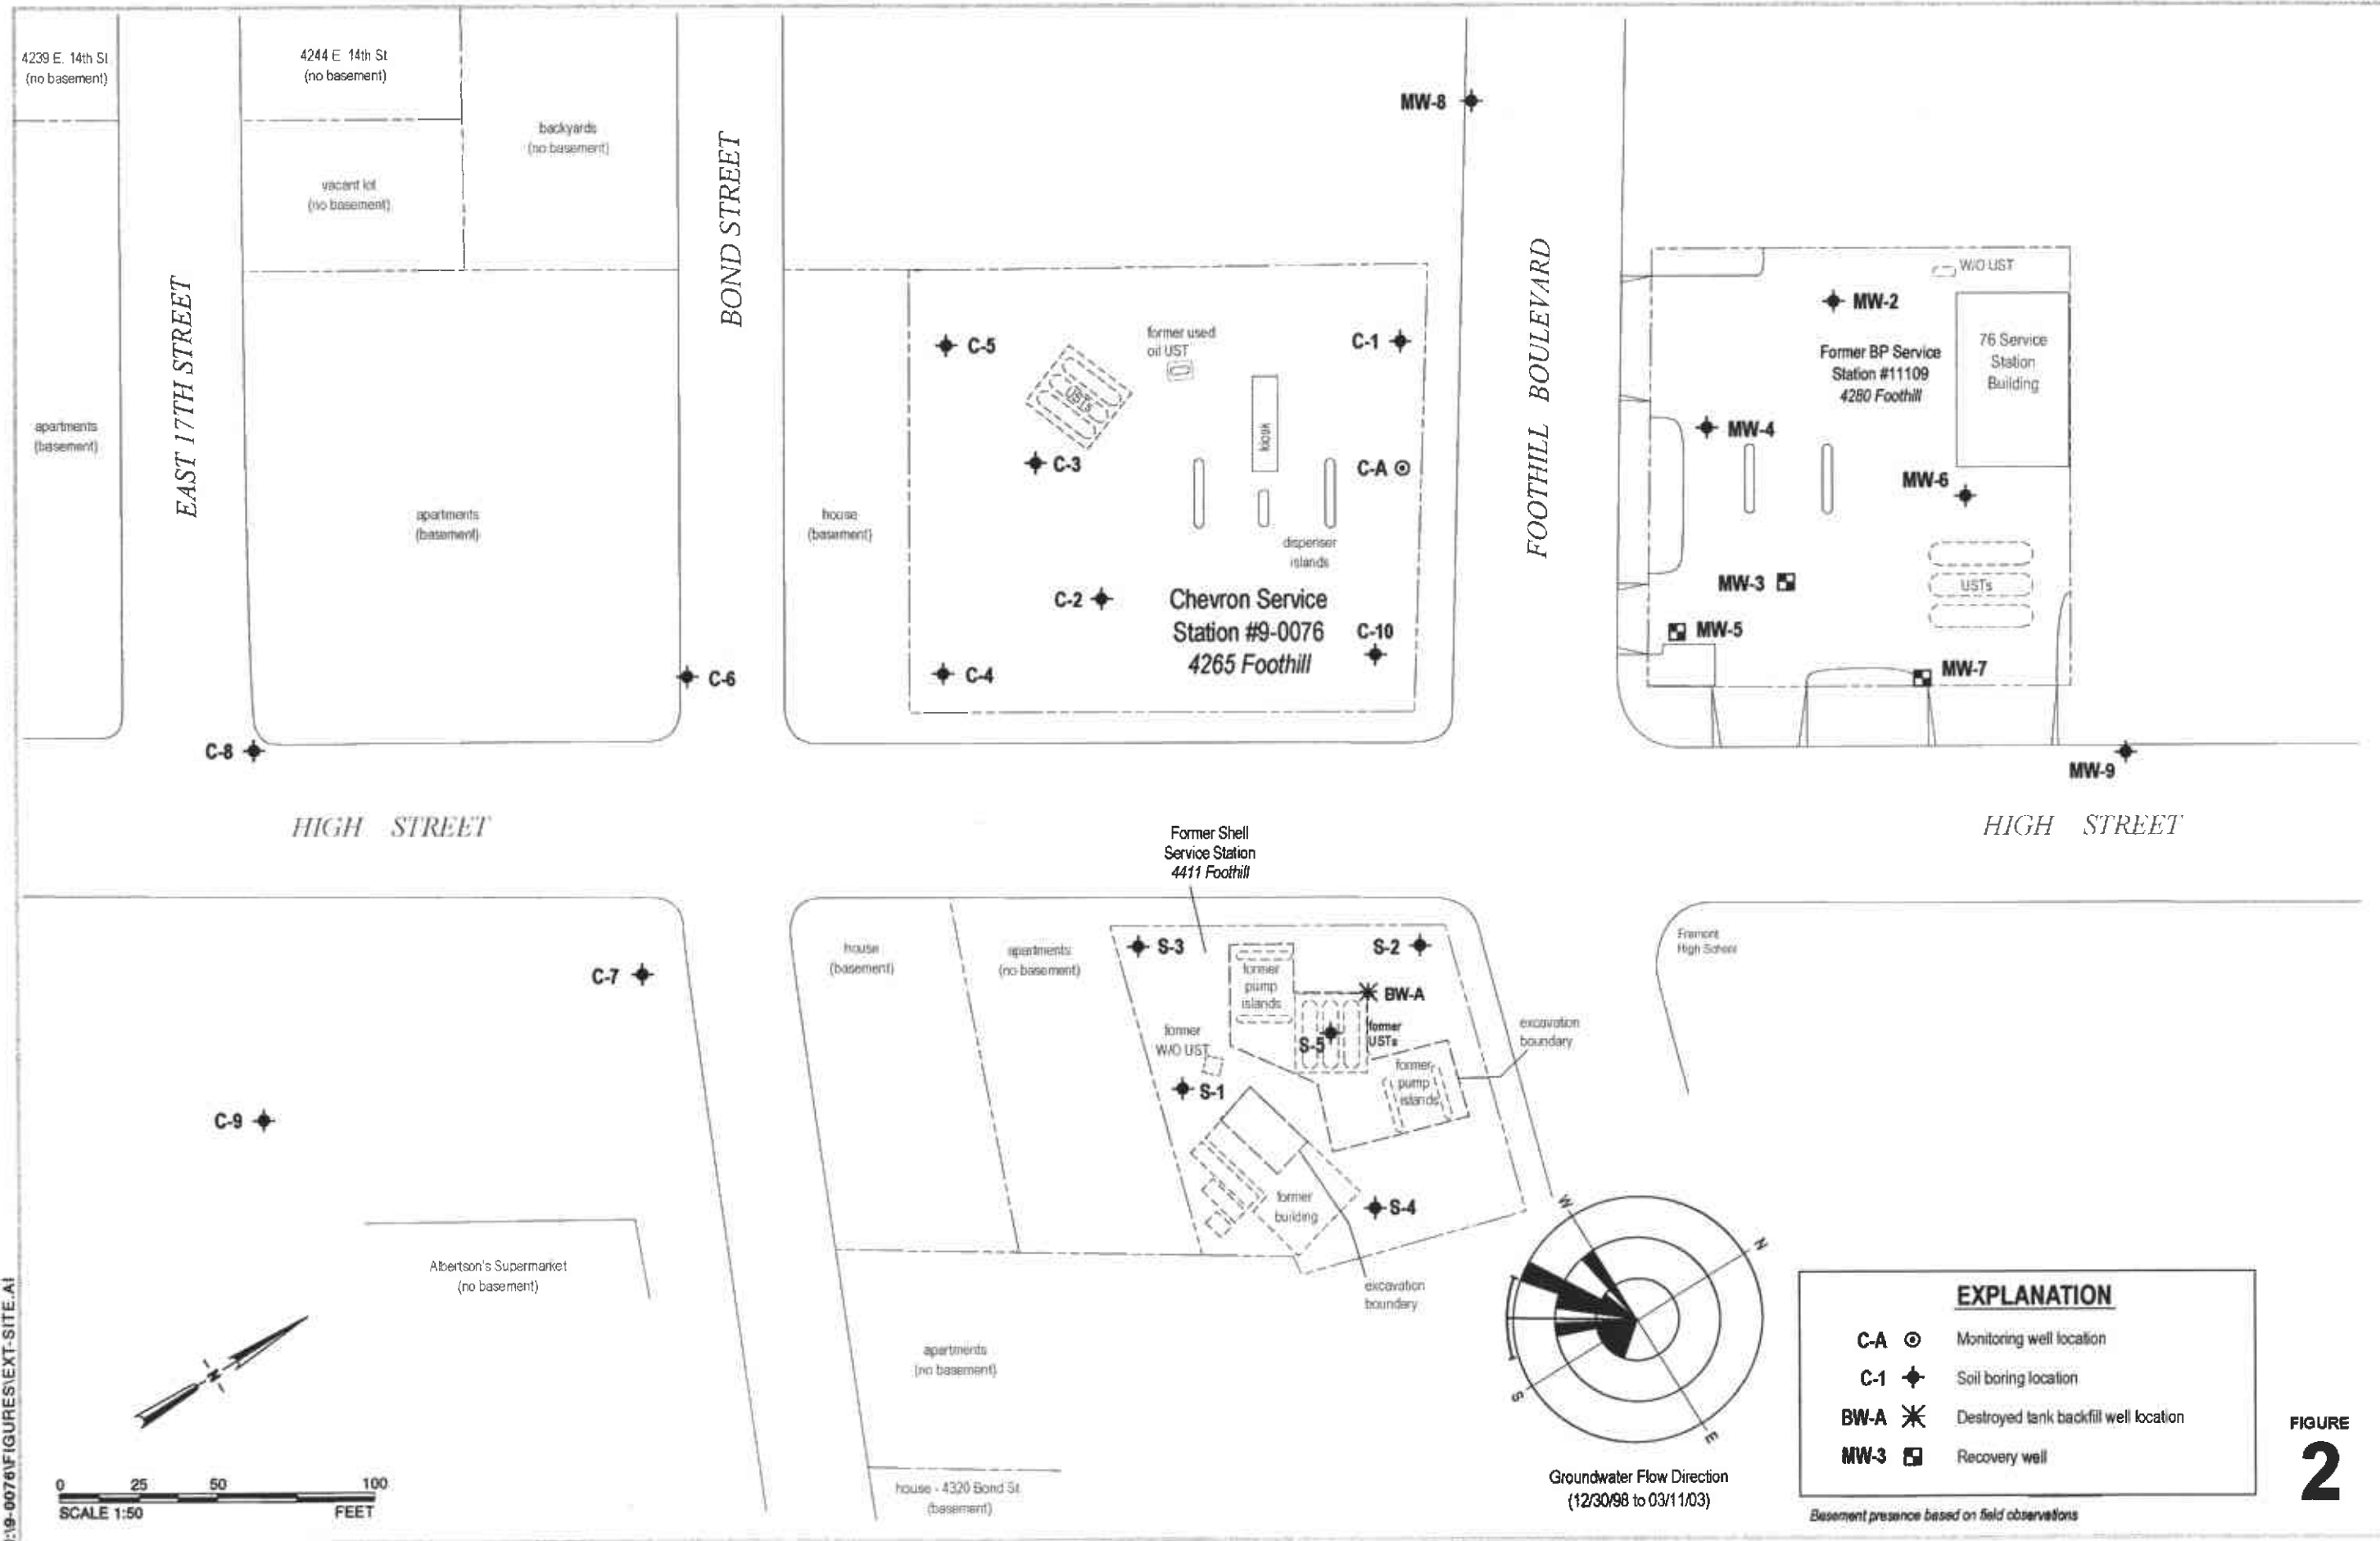 4239 E. 14th St.
(no basement)
4244 E. 14th St.
(no basement)
backyards
(no basement)
vacant lot
(no basement)
EAST 17TH STREET
BOND STREET
FOOTHILL BOULEVARD
MW-8
apartments
(basement)
apartments
(basement)
house
(basement)
C-5
former used
oil UST
C-1
USTs
kiosk
C-3
C-A
dispenser
islands
C-2
Chevron Service
Station #9-0076
4265 Foothill
C-10
C-4
C-6
C-8
W/O UST
MW-2
Former BP Service
Station #11109
4280 Foothill
76 Service
Station
Building
MW-4
MW-6
MW-3
USTs
MW-5
MW-7
MW-9
HIGH STREET
HIGH STREET
Former Shell
Service Station
4411 Foothill
house
(basement)
apartments
(no basement)
S-3
S-2
former
pump
islands
BW-A
Fremont
High School
C-7
former
W/O UST
S-5
former
USTs
excavation
boundary
former
pump
islands
S-1
C-9
former
building
S-4
excavation
boundary
Albertson's Supermarket
(no basement)
apartments
(no basement)
house - 4320 Bond St.
(basement)
N
W
N
S
E
Groundwater Flow Direction
(12/30/98 to 03/11/03)
0 25 50 100
SCALE 1:50 FEET
EXPLANATION
C-A Monitoring well location
C-1 Soil boring location
BW-A Destroyed tank backfill well location
MW-3 Recovery well
Basement presence based on field observations
FIGURE
2
:\9-0076\FIGURES\EXT-SITE.AI